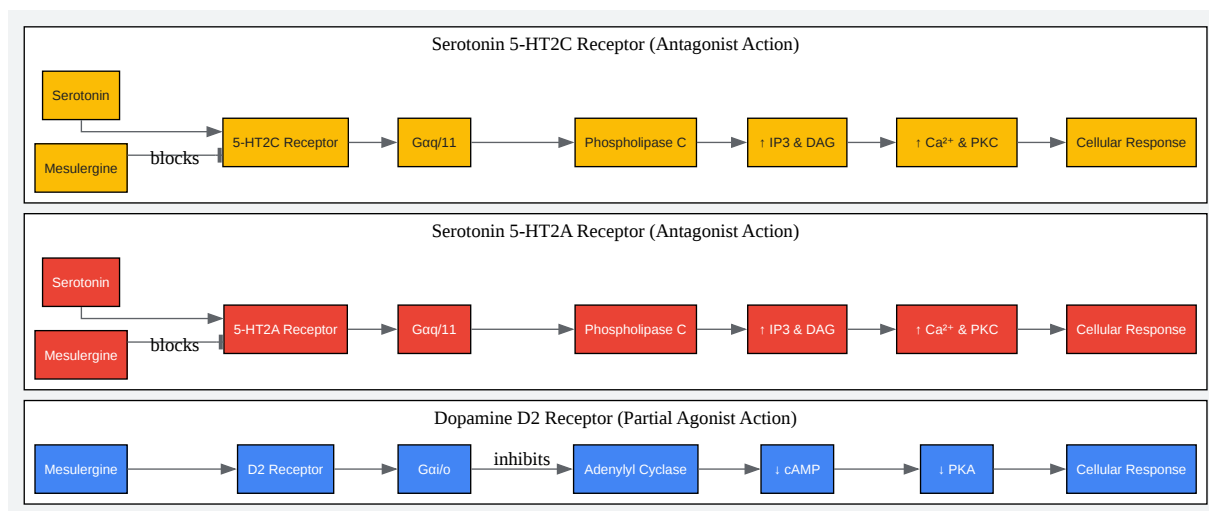 Serotonin 5-HT2C Receptor (Antagonist Action)
Serotonin
Mesulergine
blocks
5-HT2C Receptor
Gαq/11
Phospholipase C
↑ IP3 & DAG
↑ Ca²⁺ & PKC
Cellular Response
Serotonin 5-HT2A Receptor (Antagonist Action)
Serotonin
Mesulergine
blocks
5-HT2A Receptor
Gαq/11
Phospholipase C
↑ IP3 & DAG
↑ Ca²⁺ & PKC
Cellular Response
Dopamine D2 Receptor (Partial Agonist Action)
Mesulergine
D2 Receptor
Gαi/o
inhibits
Adenylyl Cyclase
↓ cAMP
↓ PKA
Cellular Response